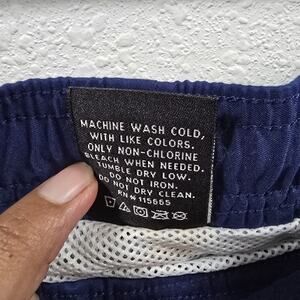 MACHINE WASH COLD,
WITH LIKE COLORS.
ONLY NON-CHLORINE
BLEACH WHEN NEEDED.
TUMBLE DRY LOW.
DO NOT IRON.
DO NOT DRY CLEAN.
RN# 115665